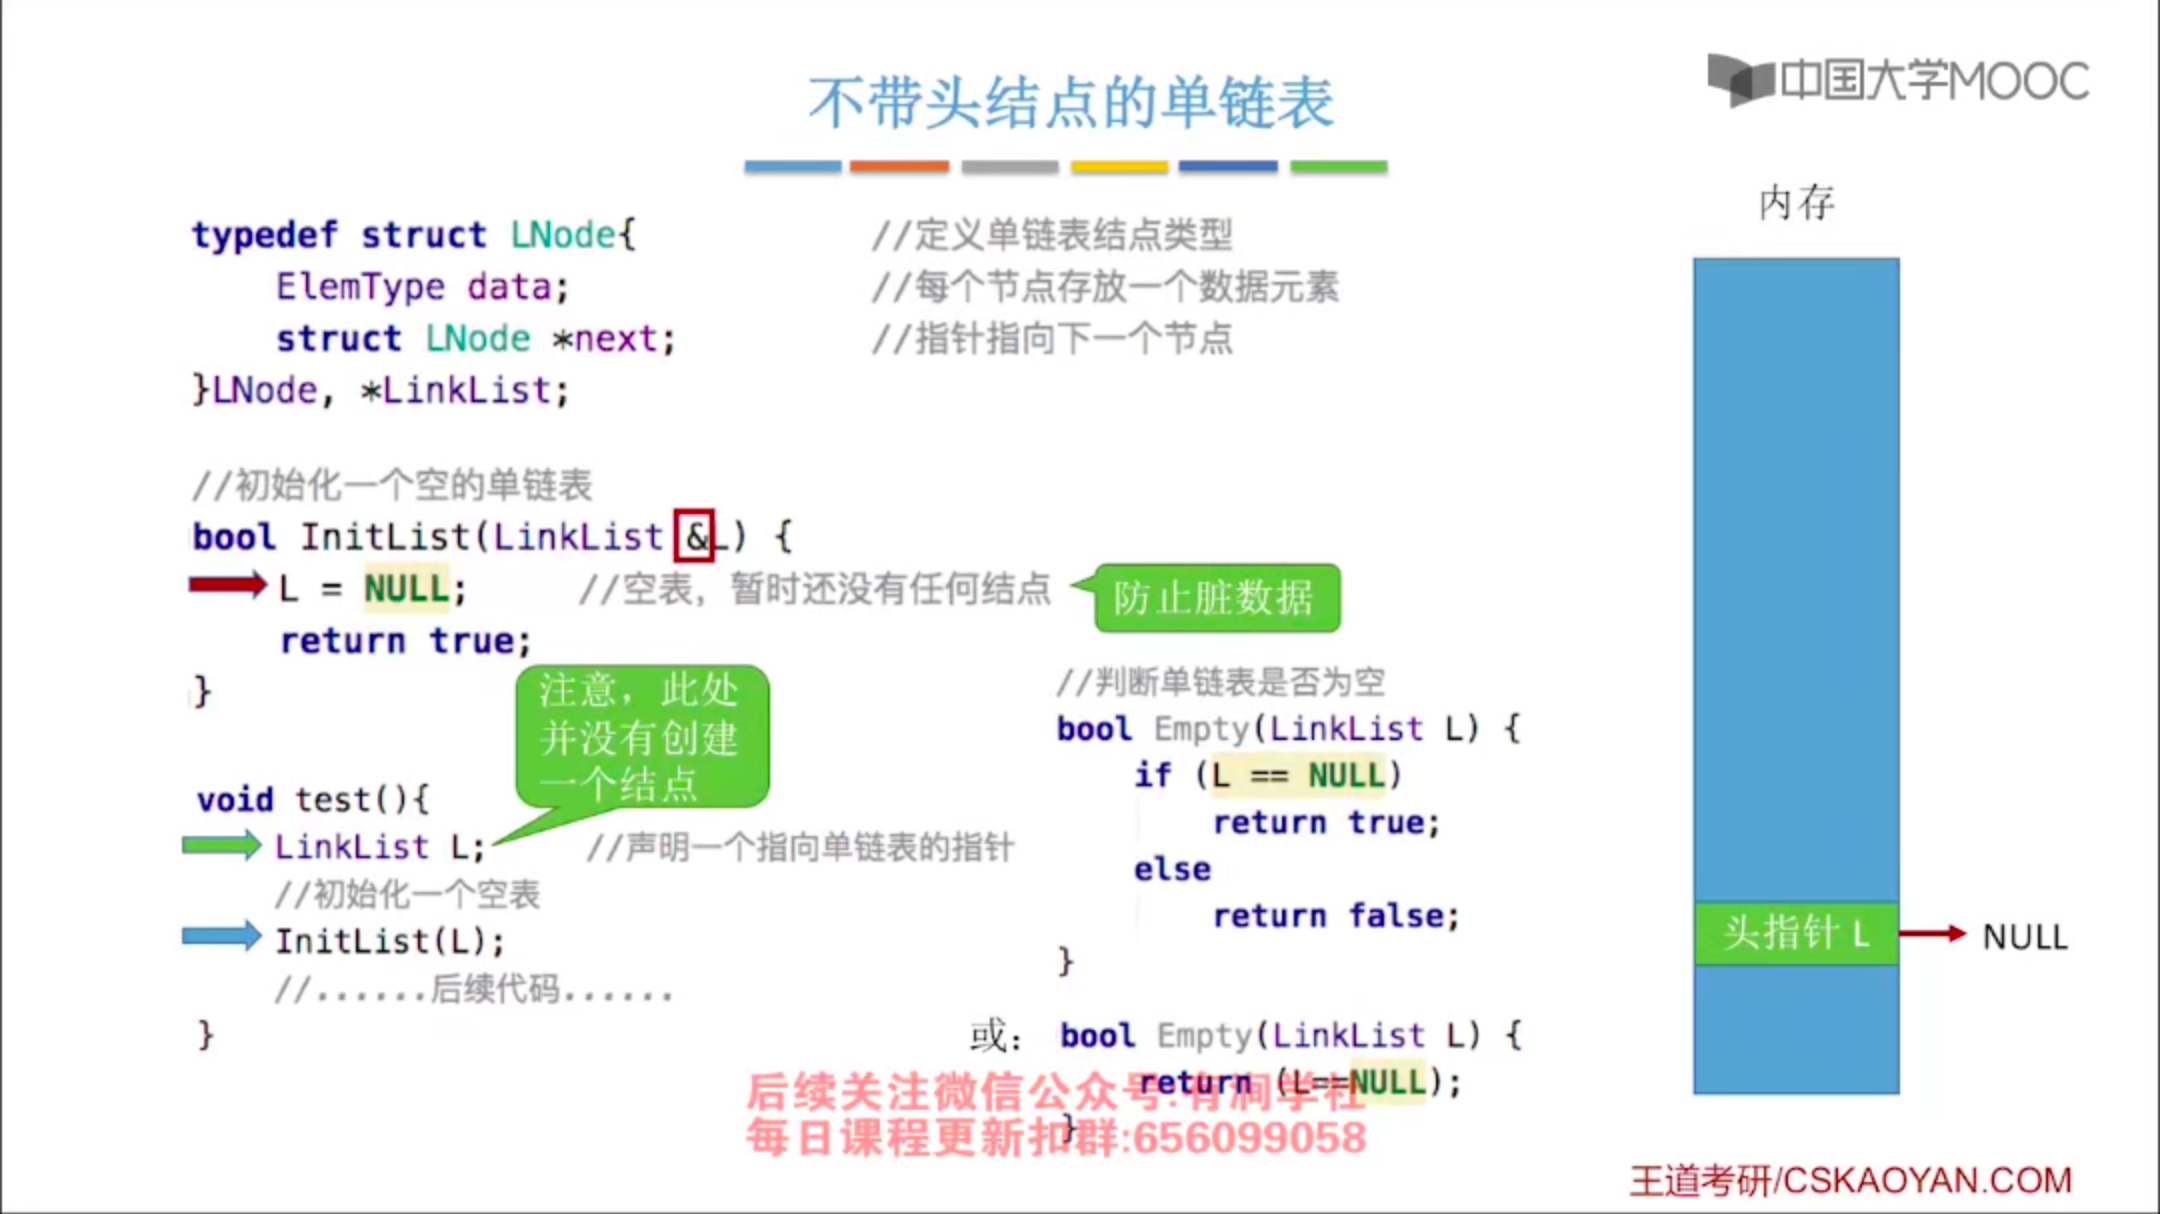 中国大学MOOC
不带头结点的单链表
内存
typedef struct LNode{ //定义单链表结点类型
ElemType data; //每个节点存放一个数据元素
struct LNode *next; //指针指向下一个节点
}LNode, *LinkList;
//初始化一个空的单链表
bool InitList(LinkList &L) {
L = NULL; //空表，暂时还没有任何结点
防止脏数据
return true;
}
注意，此处
并没有创建
一个结点
void test(){
LinkList L; //声明一个指向单链表的指针
//初始化一个空表
InitList(L);
//......后续代码......
}
//判断单链表是否为空
bool Empty(LinkList L) {
if (L == NULL)
return true;
else
return false;
}
或：
bool Empty(LinkList L) {
return (L==NULL);
}
头指针 L
NULL
后续关注微信公众号:有涧学社
每日课程更新扣群:656099058
王道考研/CSKAOYAN.COM